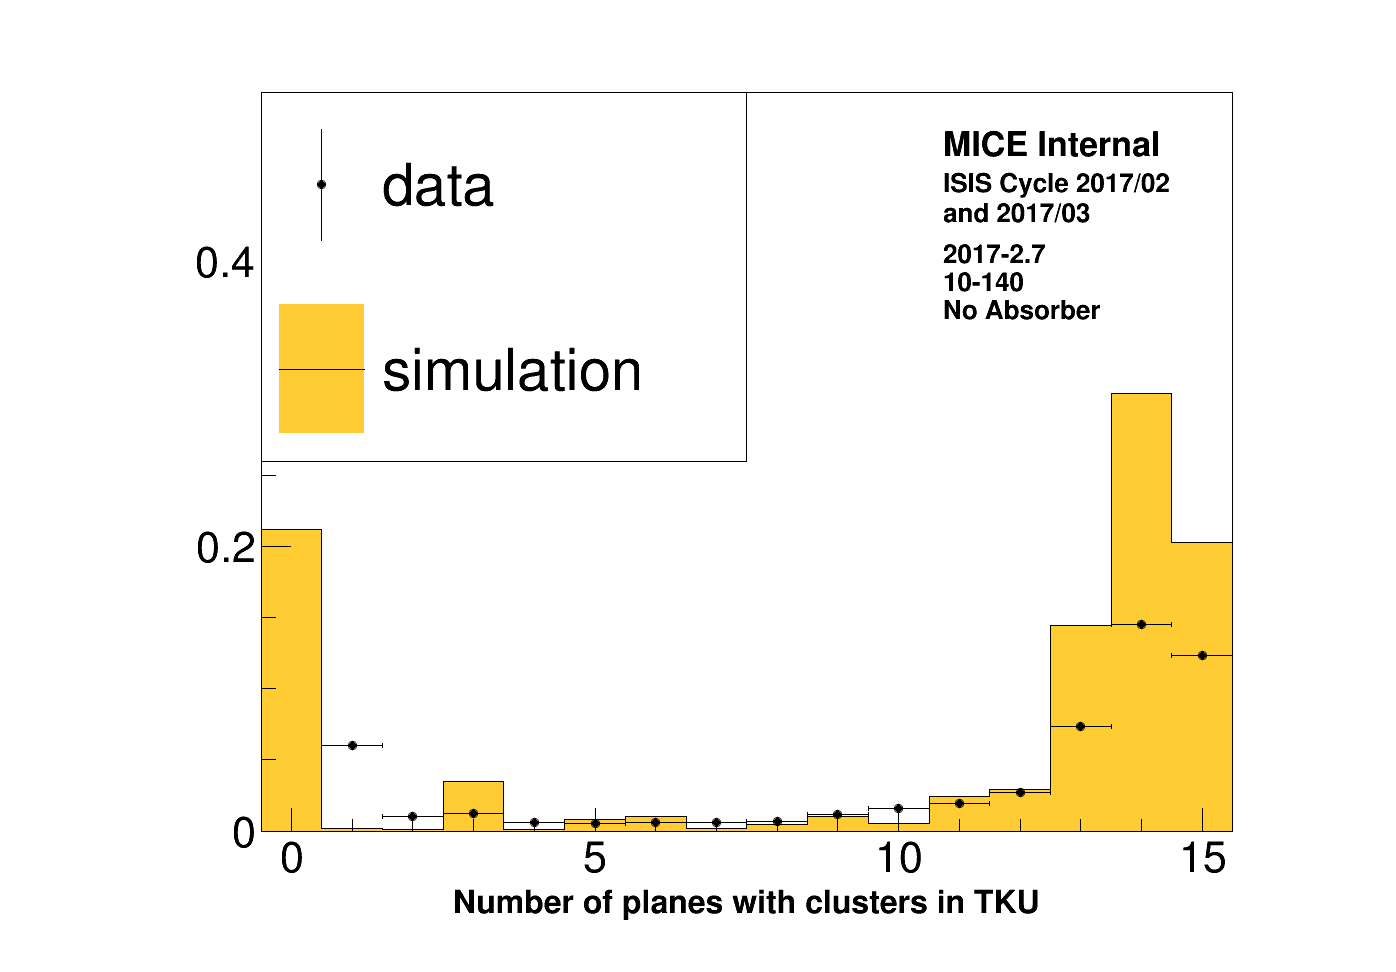 data
simulation
MICE Internal
ISIS Cycle 2017/02
and 2017/03
2017-2.7
10-140
No Absorber
0.4
0.2
0
0 5 10 15
Number of planes with clusters in TKU